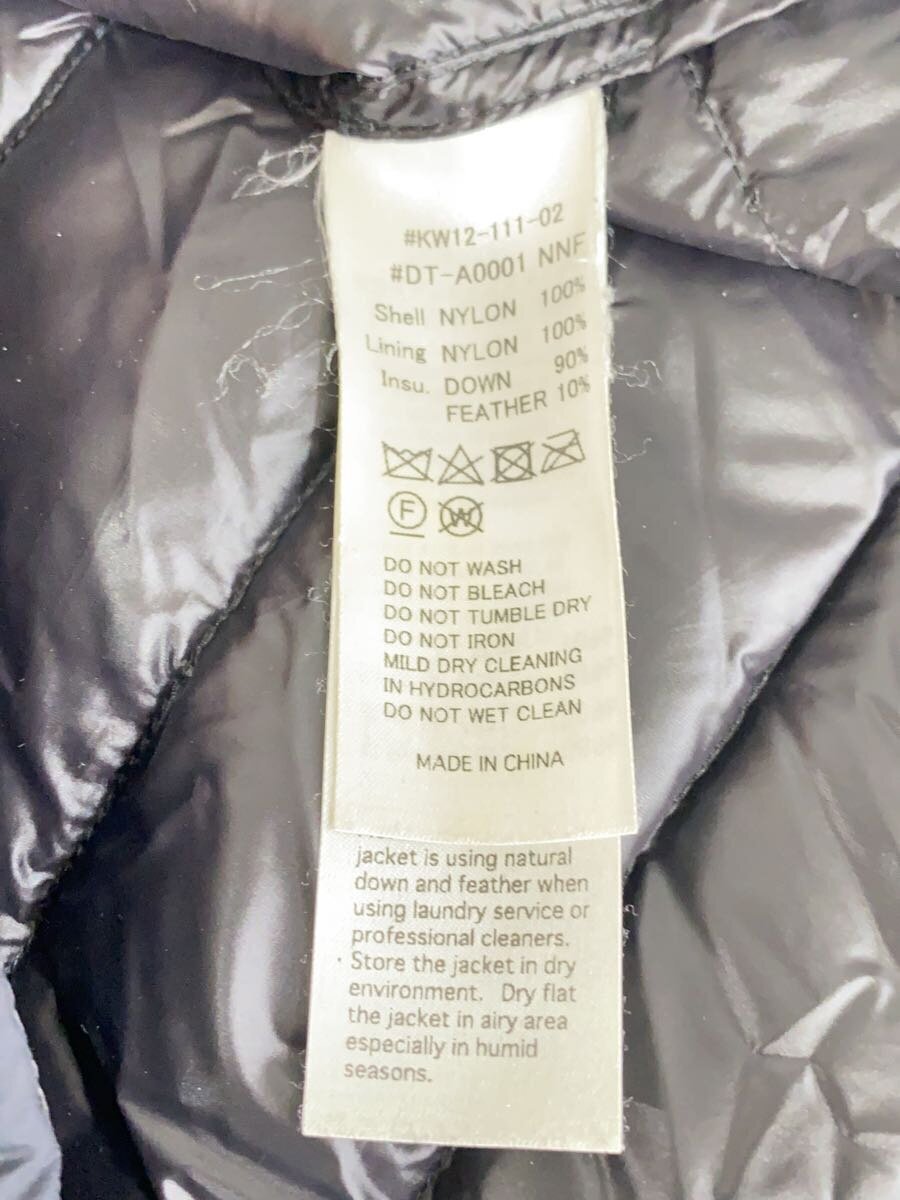 #KW12-111-02
#DT-A0001 NNF
Shell NYLON 100%
Lining NYLON 100%
Insu. DOWN 90%
FEATHER 10%
F W
DO NOT WASH
DO NOT BLEACH
DO NOT TUMBLE DRY
DO NOT IRON
MILD DRY CLEANING
IN HYDROCARBONS
DO NOT WET CLEAN
MADE IN CHINA
jacket is using natural
down and feather when
using laundry service or
professional cleaners.
・Store the jacket in dry
environment. Dry flat
the jacket in airy area
especially in humid
seasons.